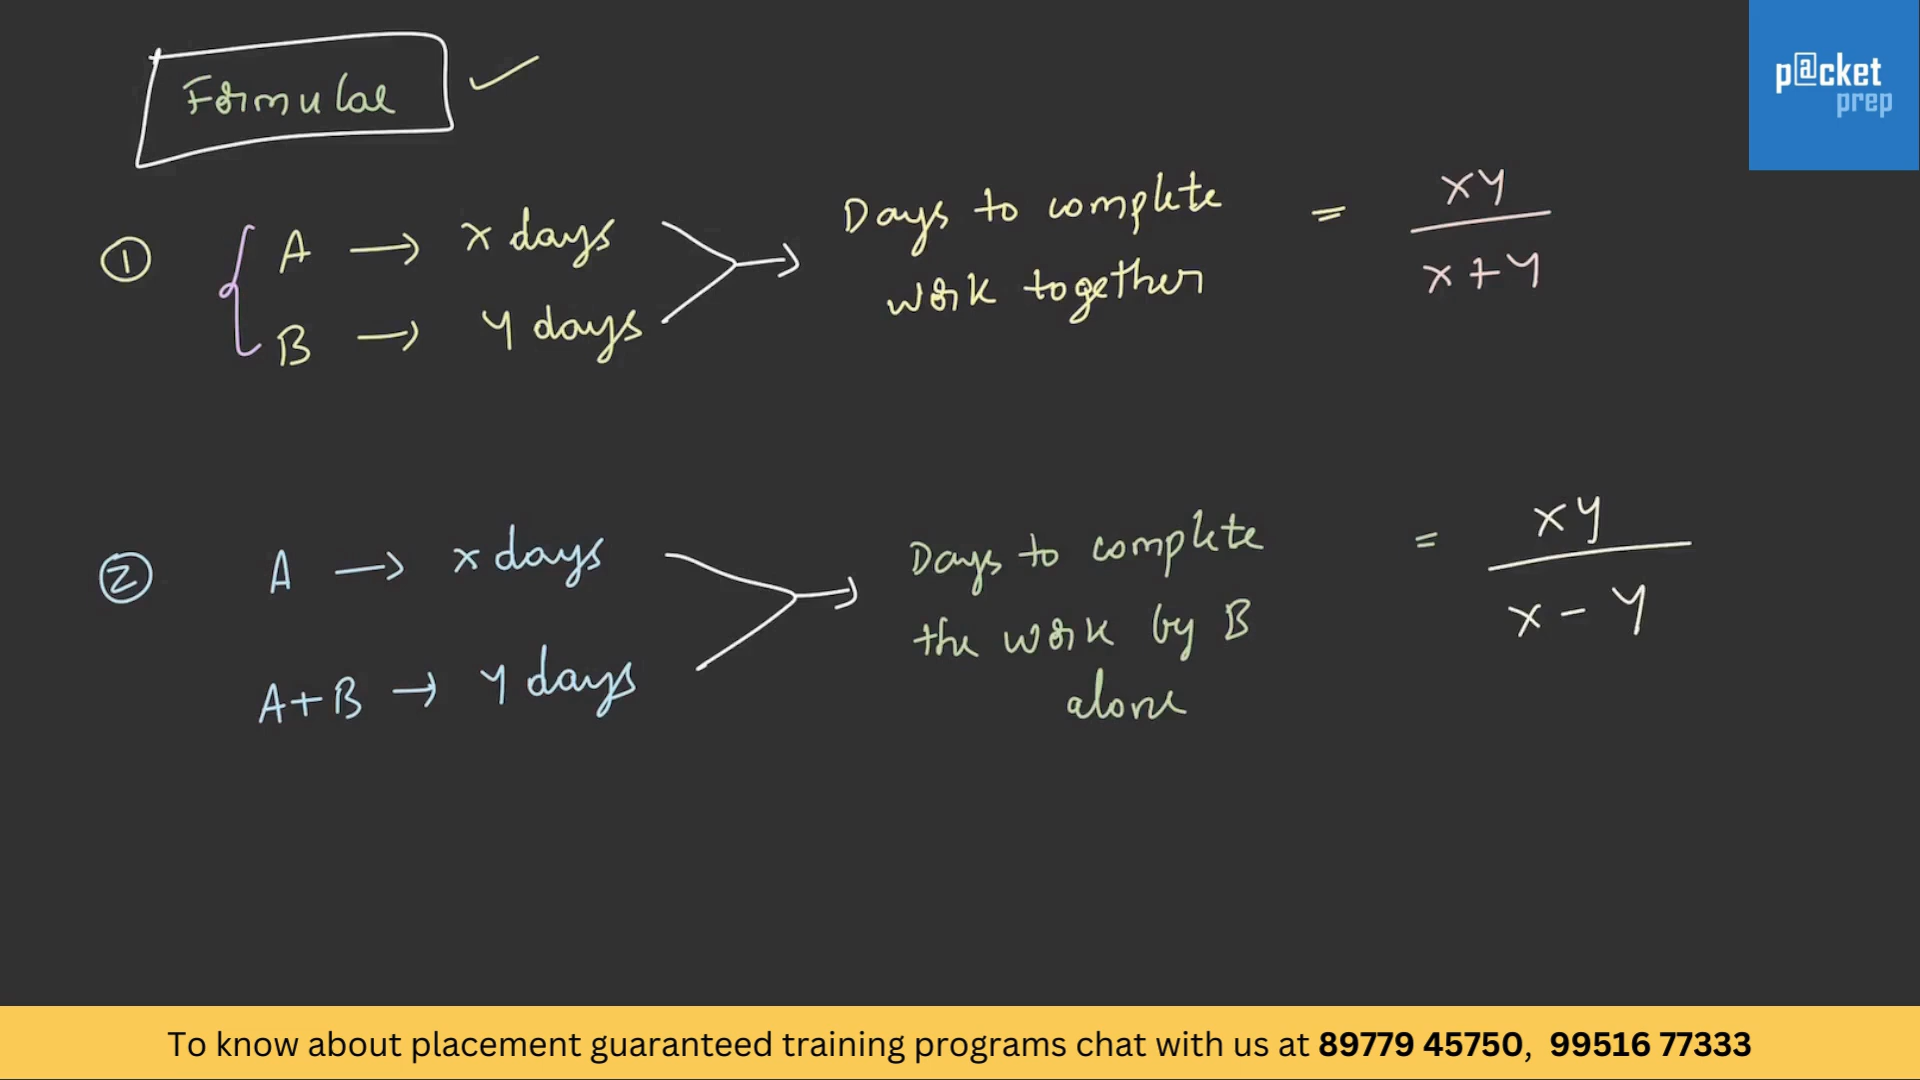 Formulae ✓
p@cket
prep
① A → x days
B → y days
Days to complete
work together
= xy / x + y
② A → x days
A+B → y days
Days to complete
the work by B
alone
= xy / x - y
To know about placement guaranteed training programs chat with us at 89779 45750, 99516 77333